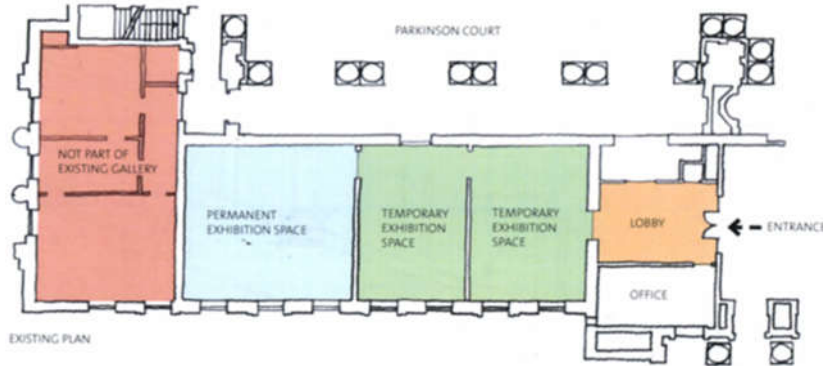 PARKINSON COURT
NOT PART OF
EXISTING GALLERY
PERMANENT
EXHIBITION SPACE
TEMPORARY
EXHIBITION
SPACE
TEMPORARY
EXHIBITION
SPACE
LOBBY
ENTRANCE
OFFICE
EXISTING PLAN